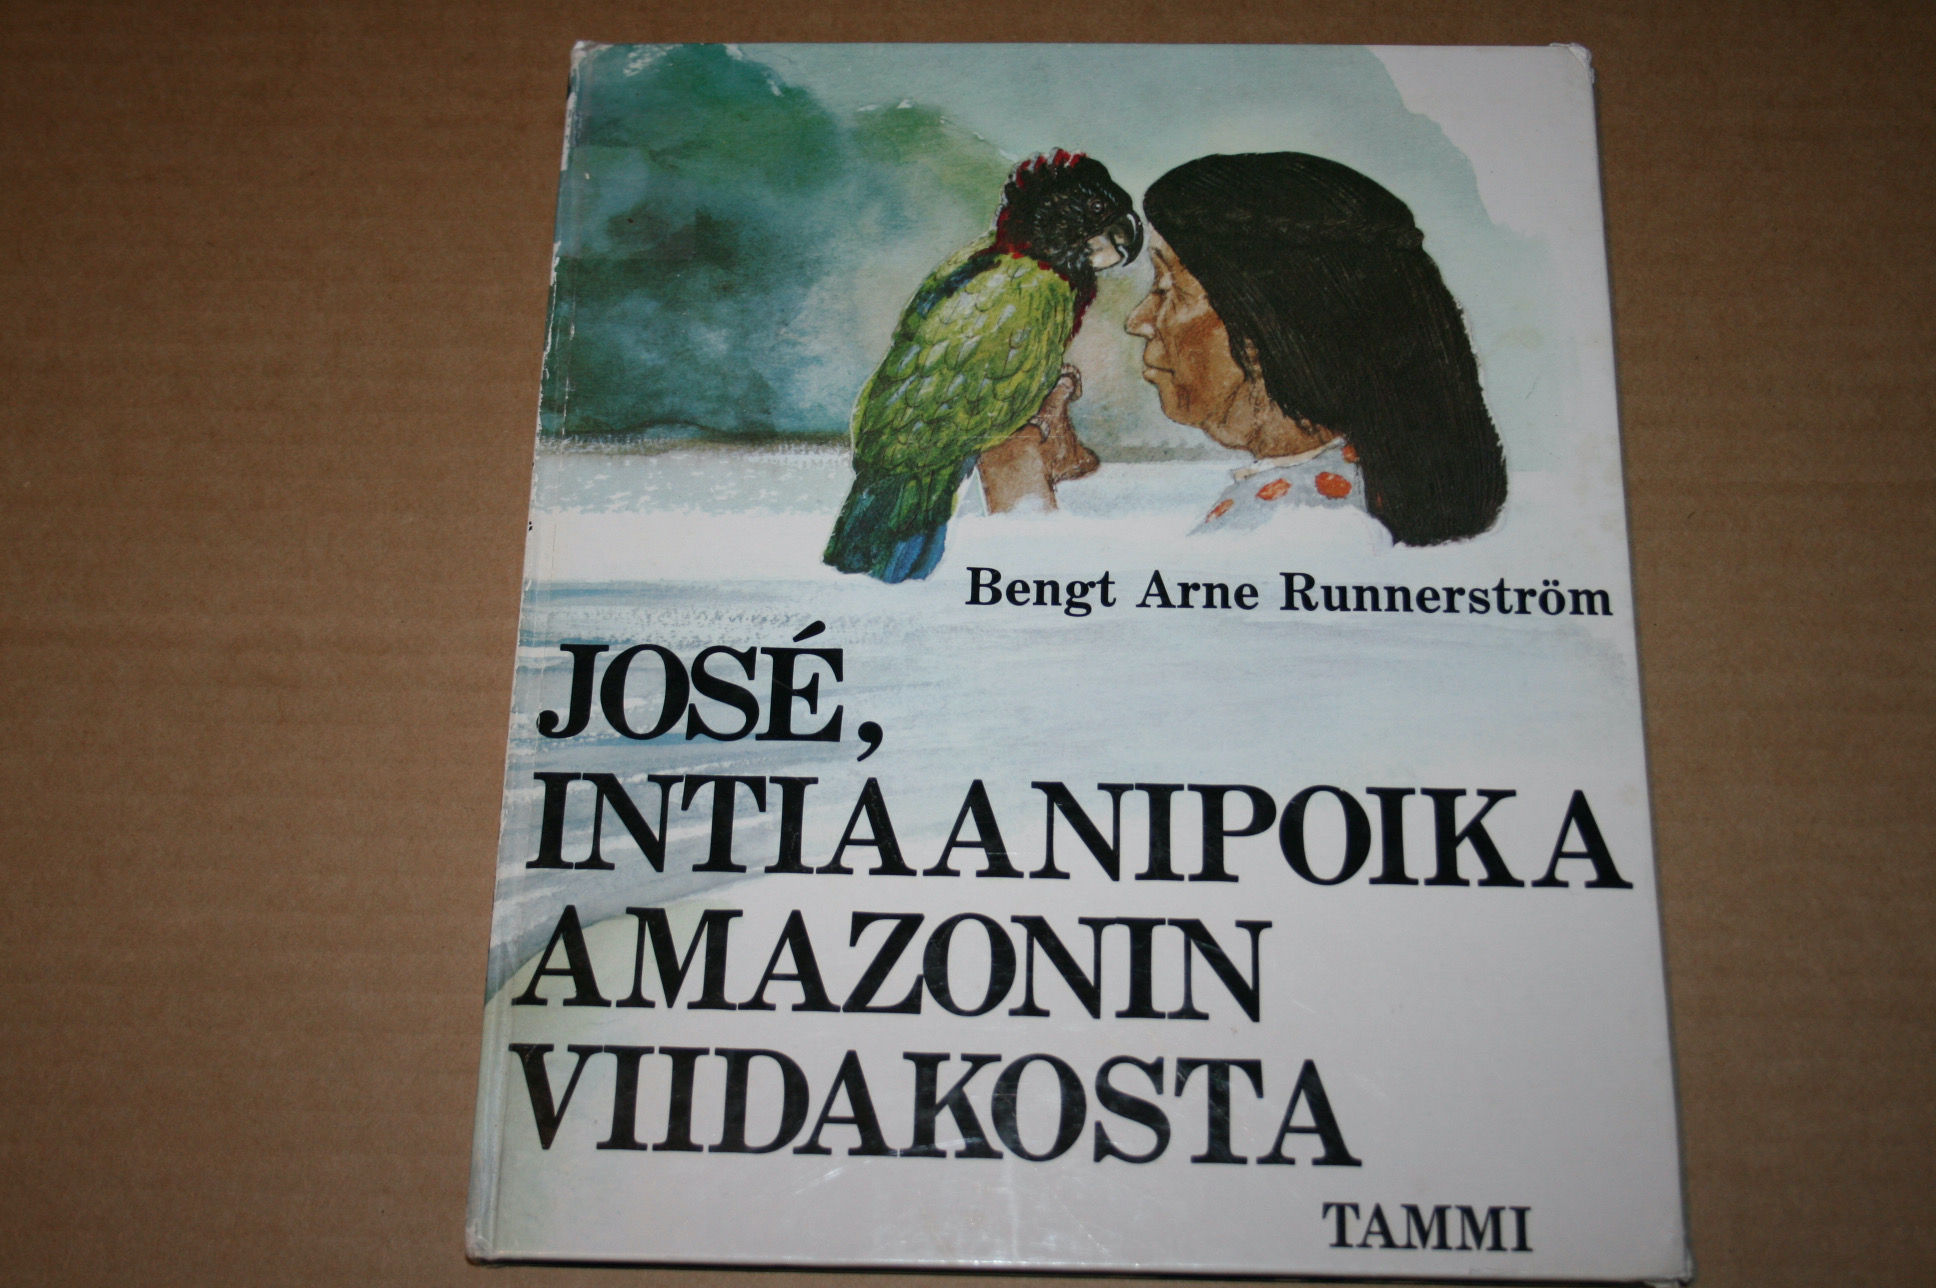 Bengt Arne Runnerström
JOSÉ,
INTIAANIPOIKA
AMAZONIN
VIIDAKOSTA
TAMMI